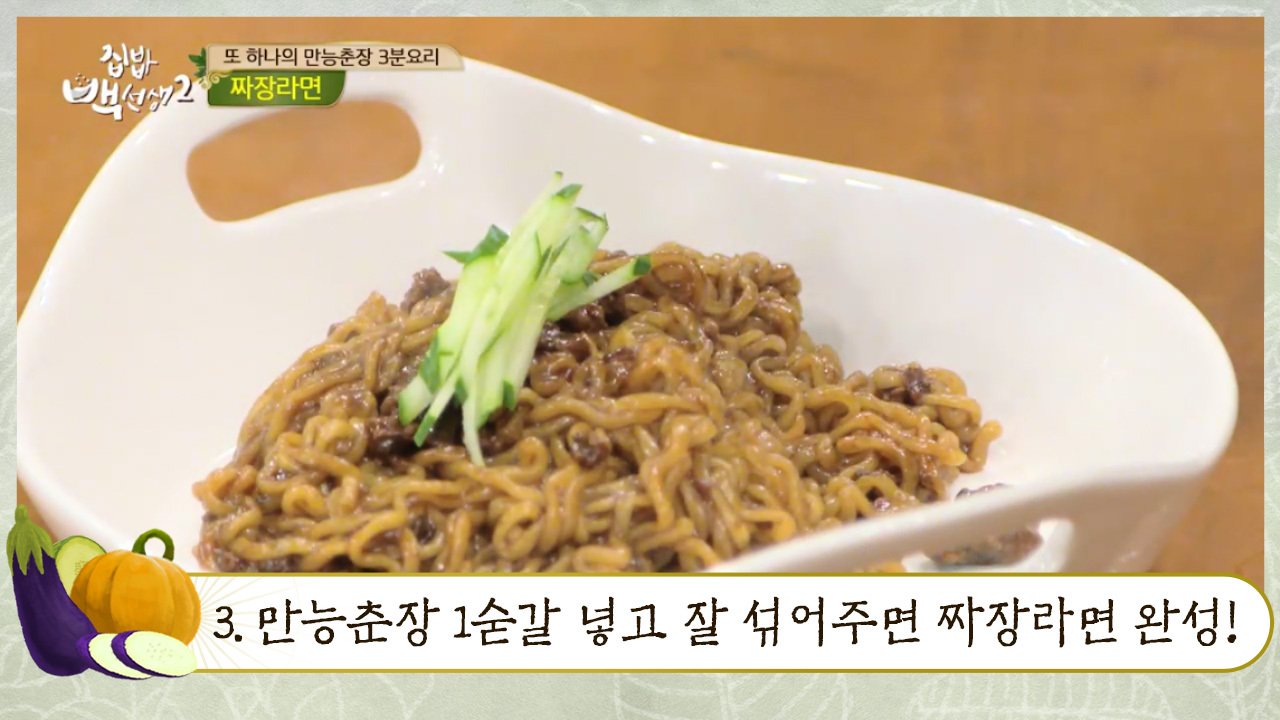 집밥
백선생2
또 하나의 만능춘장 3분요리
짜장라면
3. 만능춘장 1숟갈 넣고 잘 섞어주면 짜장라면 완성!